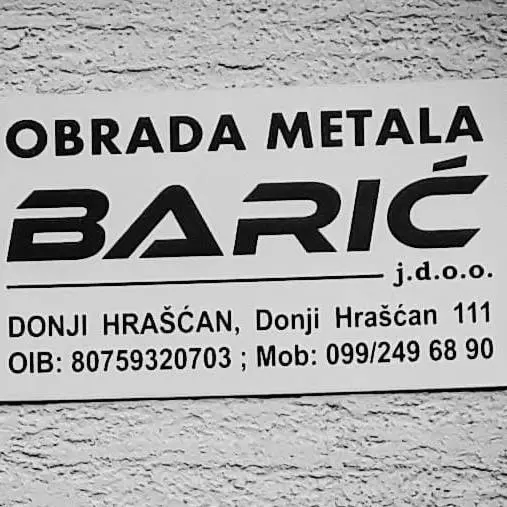 OBRADA METALA
BARIĆ
j.d.o.o.
DONJI HRAŠĆAN, Donji Hrašćan 111
OIB: 80759320703 ; Mob: 099/249 68 90